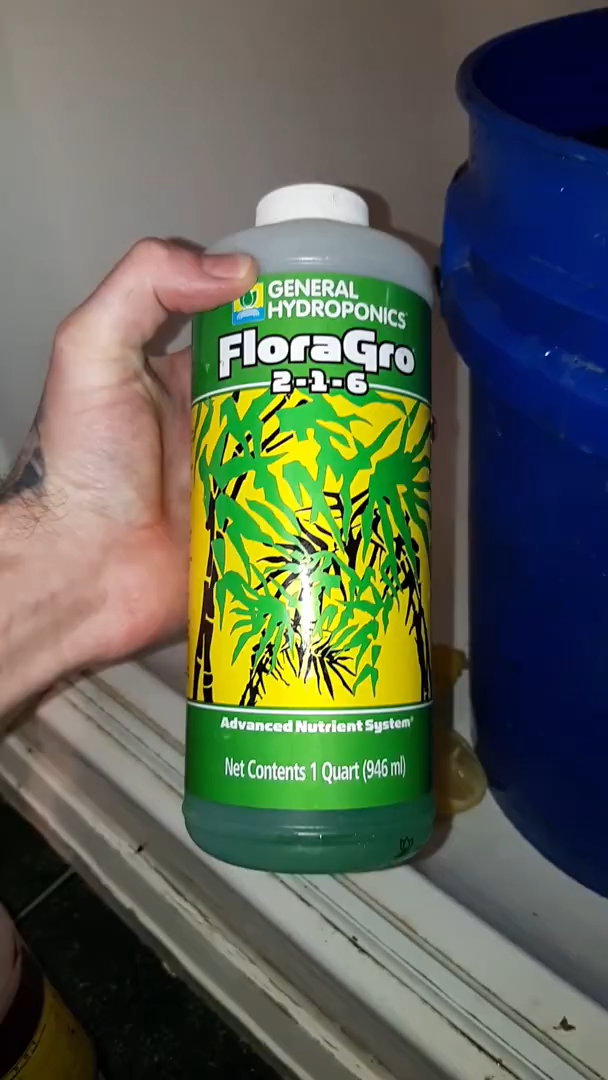 GENERAL
HYDROPONICS
FloraGro
2-1-6
Advanced Nutrient System®
Net Contents 1 Quart (946 ml)